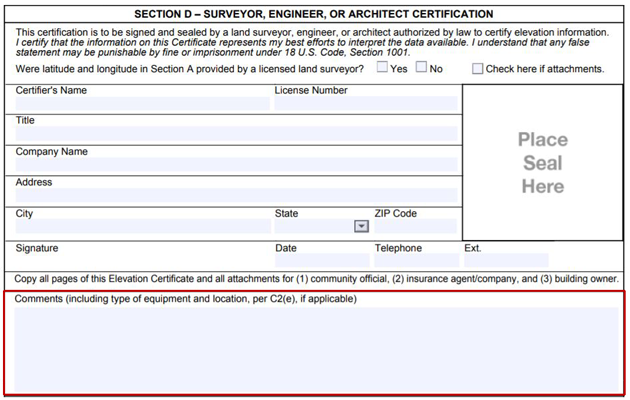 SECTION D – SURVEYOR, ENGINEER, OR ARCHITECT CERTIFICATION
This certification is to be signed and sealed by a land surveyor, engineer, or architect authorized by law to certify elevation information.
I certify that the information on this Certificate represents my best efforts to interpret the data available. I understand that any false
statement may be punishable by fine or imprisonment under 18 U.S. Code, Section 1001.
Were latitude and longitude in Section A provided by a licensed land surveyor? Yes No Check here if attachments.
Certifier's Name License Number
Title
Company Name
Address
City State ZIP Code
Place
Seal
Here
Signature Date Telephone Ext.
Copy all pages of this Elevation Certificate and all attachments for (1) community official, (2) insurance agent/company, and (3) building owner.
Comments (including type of equipment and location, per C2(e), if applicable)